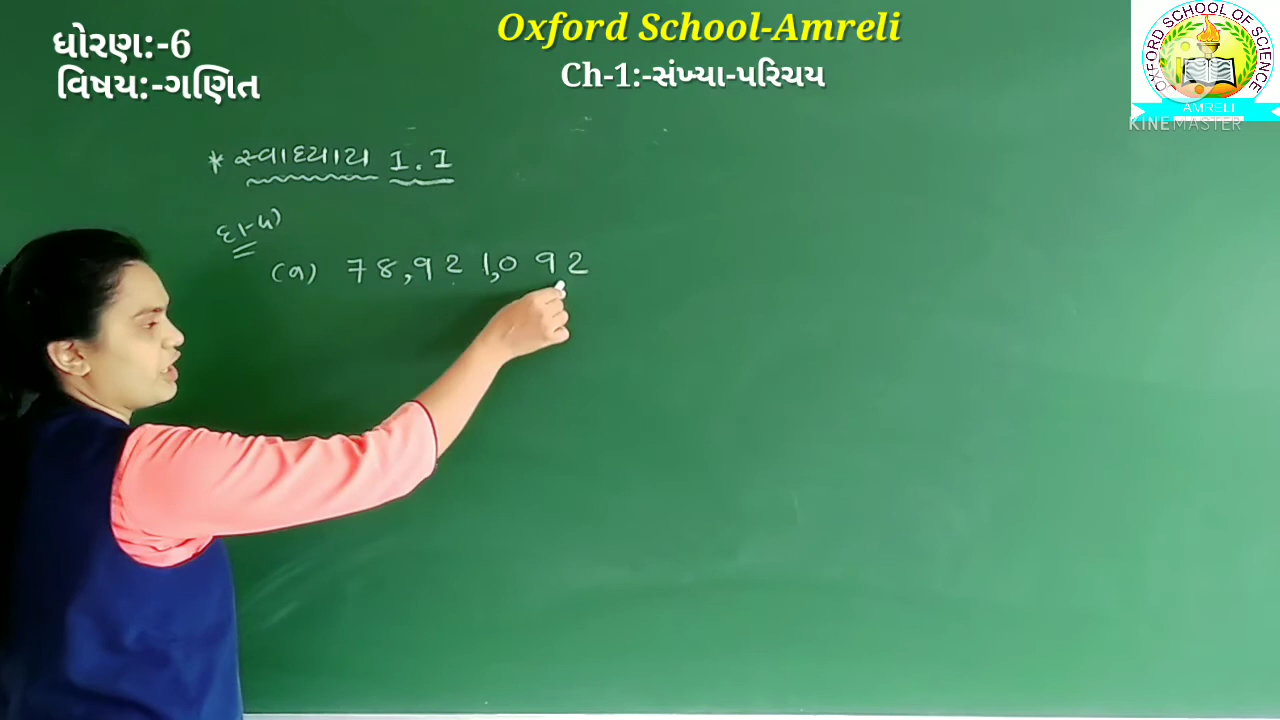 ધોરણ:-6
વિષય:-ગણિત
Oxford School-Amreli
Ch-1:-સંખ્યા-પરિચય
OXFORD SCHOOL OF SCIENCE
AMRELI
KINEMASTER
* સ્વાધ્યાય 1.1
(a) 78,921,092